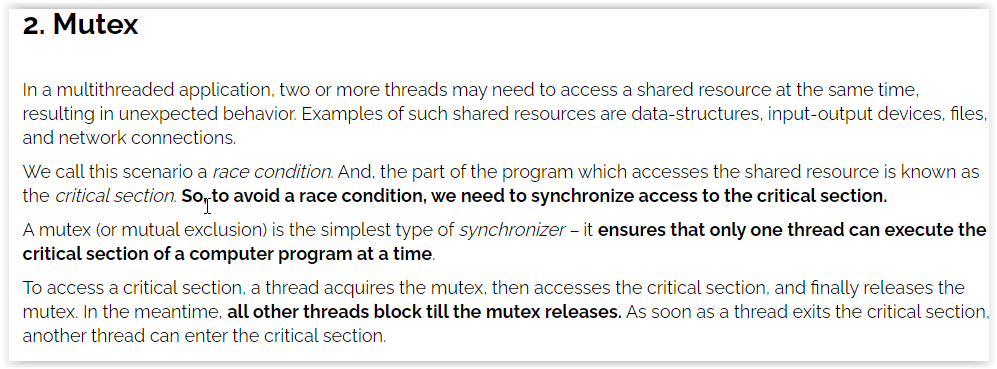 2. Mutex
In a multithreaded application, two or more threads may need to access a shared resource at the same time,
resulting in unexpected behavior. Examples of such shared resources are data-structures, input-output devices, files,
and network connections.
We call this scenario a race condition. And, the part of the program which accesses the shared resource is known as
the critical section. So, to avoid a race condition, we need to synchronize access to the critical section.
A mutex (or mutual exclusion) is the simplest type of synchronizer – it ensures that only one thread can execute the
critical section of a computer program at a time.
To access a critical section, a thread acquires the mutex, then accesses the critical section, and finally releases the
mutex. In the meantime, all other threads block till the mutex releases. As soon as a thread exits the critical section,
another thread can enter the critical section.